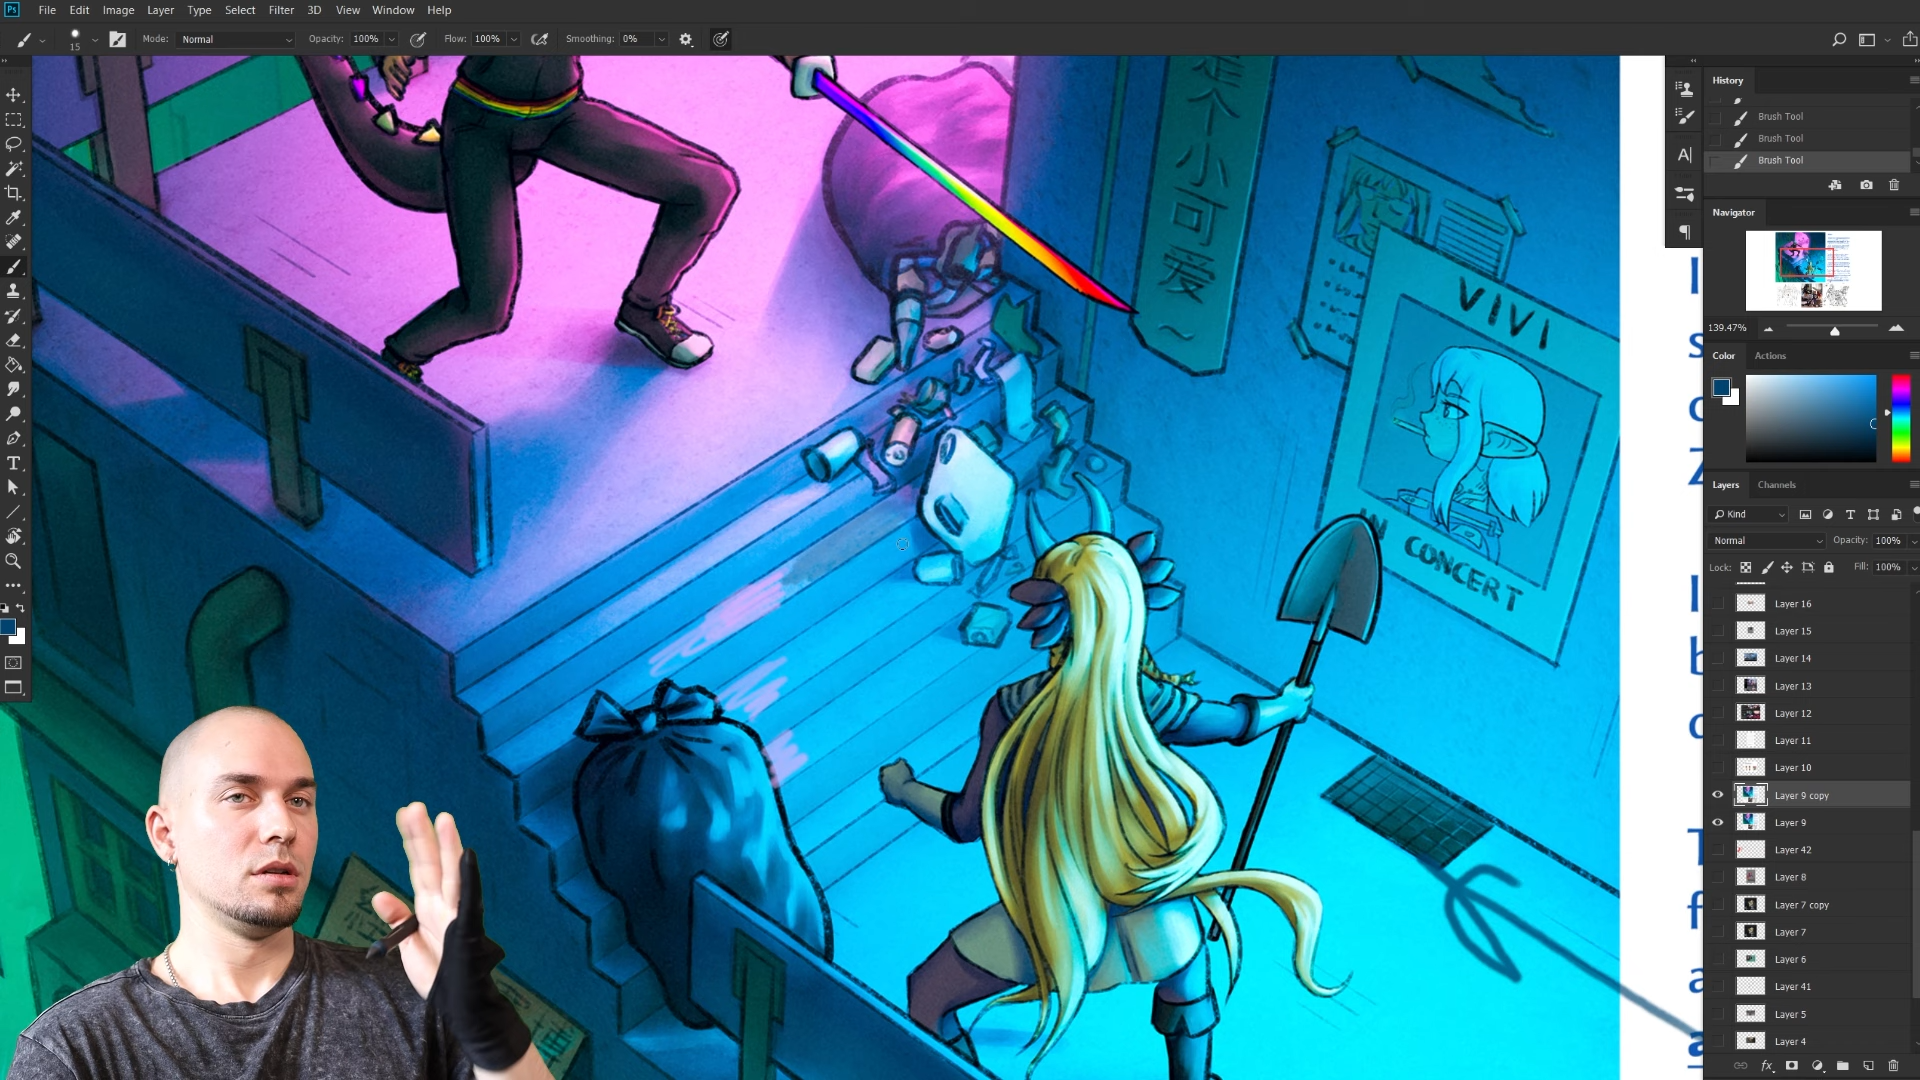 File Edit Image Layer Type Select Filter 3D View Window Help
15 Mode: Normal Opacity: 100% Flow: 100% Smoothing: 0%
History
Brush Tool
Brush Tool
Brush Tool
Navigator
139.47%
Color Actions
Layers Channels
Kind
Normal Opacity: 100%
Lock: Fill: 100%
Layer 16
Layer 15
Layer 14
Layer 13
Layer 12
Layer 11
Layer 10
Layer 9 copy
Layer 9
Layer 42
Layer 8
Layer 7 copy
Layer 7
Layer 6
Layer 41
Layer 5
Layer 4
个小可爱~
VIVI
IN CONCERT